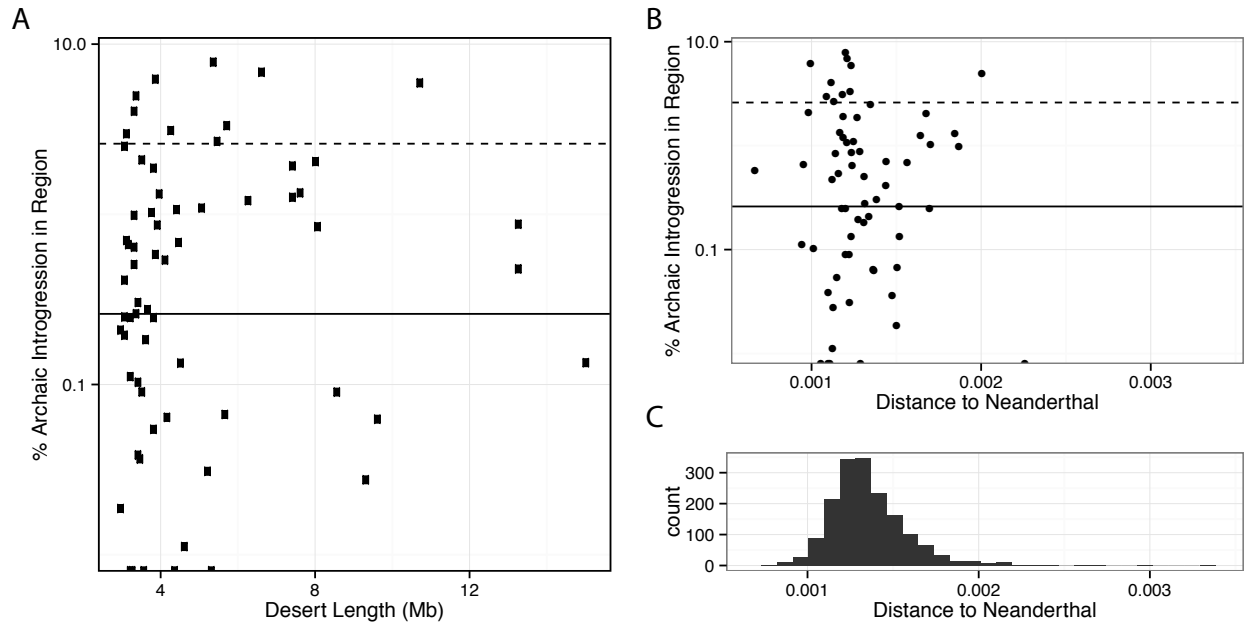 A
% Archaic Introgression in Region
10.0
0.1
4
8
12
Desert Length (Mb)
B
% Archaic Introgression in Region
10.0
0.1
0.001
0.002
0.003
Distance to Neanderthal
C
count
300
200
100
0
0.001
0.002
0.003
Distance to Neanderthal